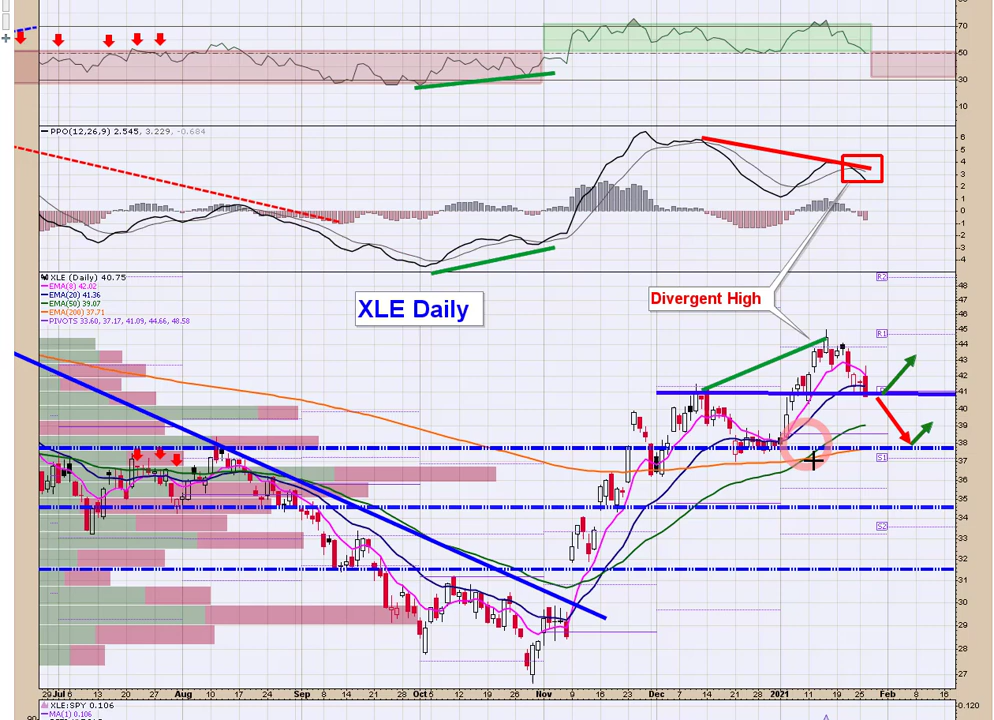 70
50
30
10
PPO(12,26,9) 2.545, 3.229, -0.684
6
5
4
3
2
1
0
-1
-2
-3
-4
XLE (Daily) 40.75
EMA(8) 42.02
EMA(20) 41.36
EMA(50) 39.07
EMA(200) 37.71
PIVOTS 33.60, 37.17, 41.09, 44.66, 48.58
XLE Daily
Divergent High
R2
R1
S1
S2
48
47
46
45
44
43
42
41
40
39
38
37
36
35
34
33
32
31
30
29
28
27
29 Jul 6 13 20 27 Aug 10 17 24 Sep 14 21 28 Oct 5 12 19 26 Nov 9 16 23 Dec 7 14 21 28 2021 11 19 25 Feb 8 16
XLE:SPY 0.106
MA(1) 0.106
0.120
90